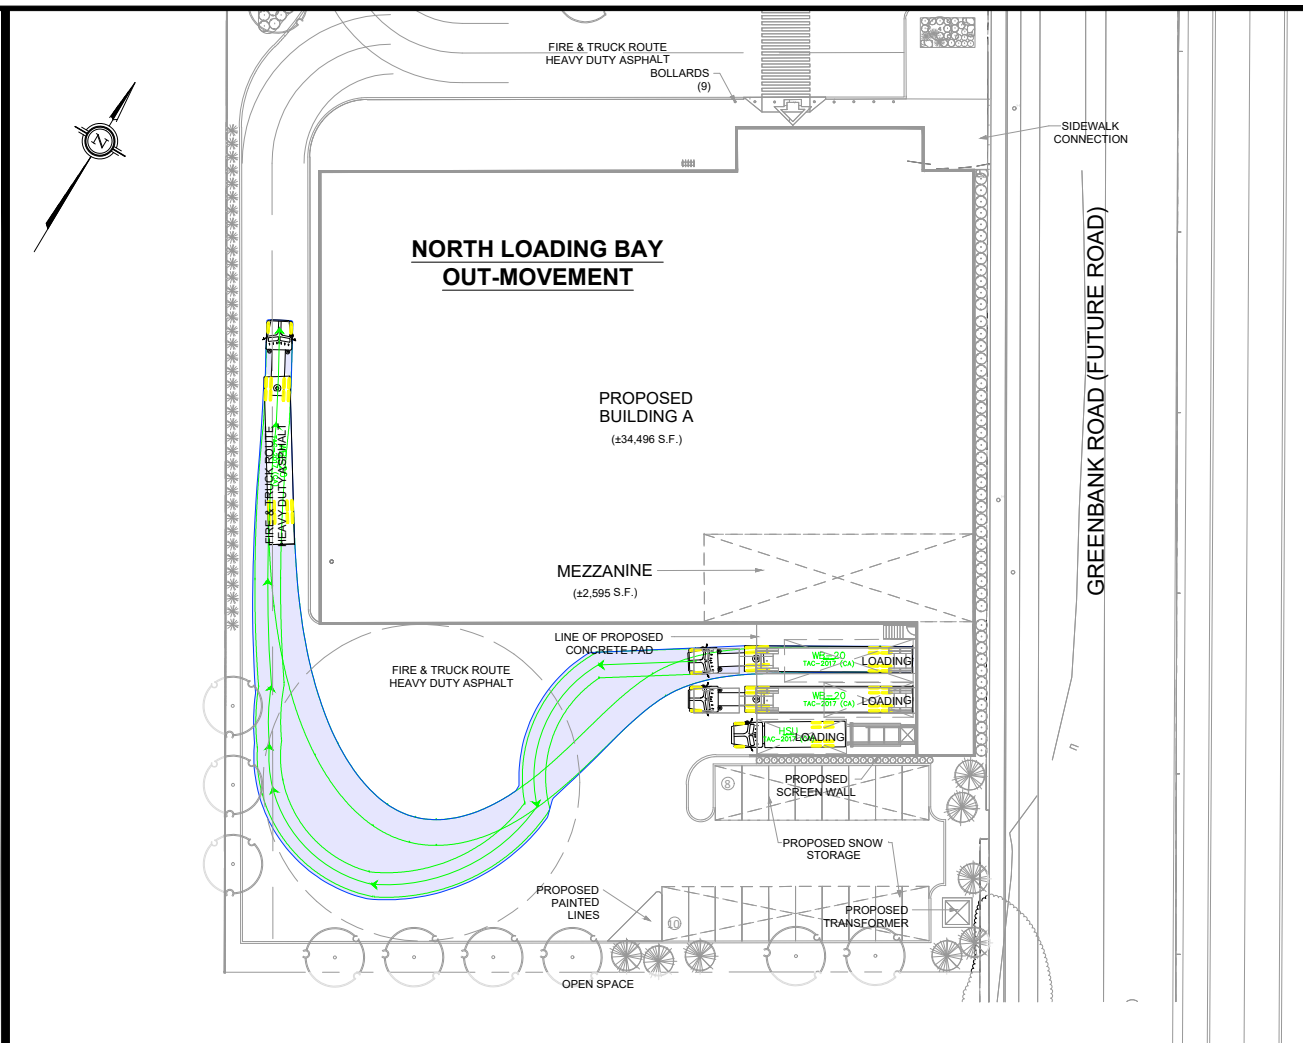 FIRE & TRUCK ROUTE
HEAVY DUTY ASPHALT
BOLLARDS
(9)
SIDEWALK
CONNECTION
N
NORTH LOADING BAY
OUT-MOVEMENT
GREENBANK ROAD (FUTURE ROAD)
PROPOSED
BUILDING A
(±34,496 S.F.)
FIRE & TRUCK ROUTE
HEAVY DUTY ASPHALT
MEZZANINE
(±2,595 S.F.)
LINE OF PROPOSED
CONCRETE PAD
FIRE & TRUCK ROUTE
HEAVY DUTY ASPHALT
WB-20
TAC-2017 (CA)
LOADING
WB-20
TAC-2017 (CA)
LOADING
HSU
LOADING
8
PROPOSED
SCREEN WALL
PROPOSED SNOW
STORAGE
PROPOSED
PAINTED
LINES
10
PROPOSED
TRANSFORMER
OPEN SPACE